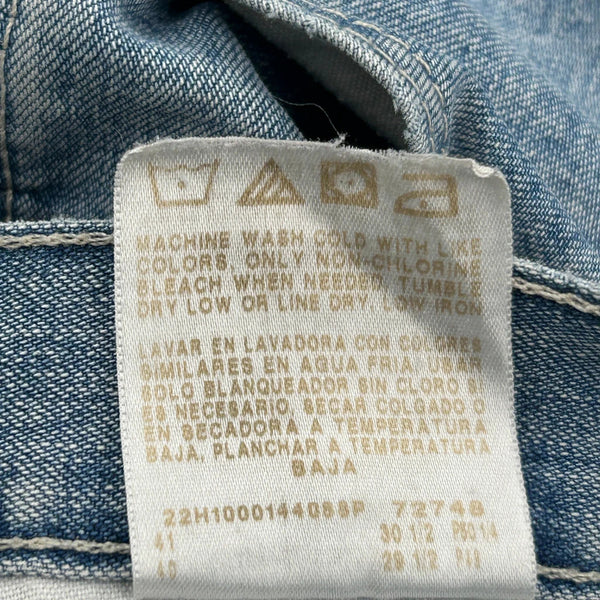 MACHINE WASH COLD WITH LIKE
COLORS, ONLY NON-CHLORINE
BLEACH WHEN NEEDED, TUMBLE
DRY LOW OR LINE DRY, LOW IRON
LAVAR EN LAVADORA CON COLORES
SIMILARES EN AGUA FRIA. USAR
SOLO BLANQUEADOR SIN CLORO SI
ES NECESARIO, SECAR COLGADO O
EN SECADORA A TEMPERATURA
BAJA, PLANCHAR A TEMPERATURA
BAJA
72748
41 30 1/2
29 1/2